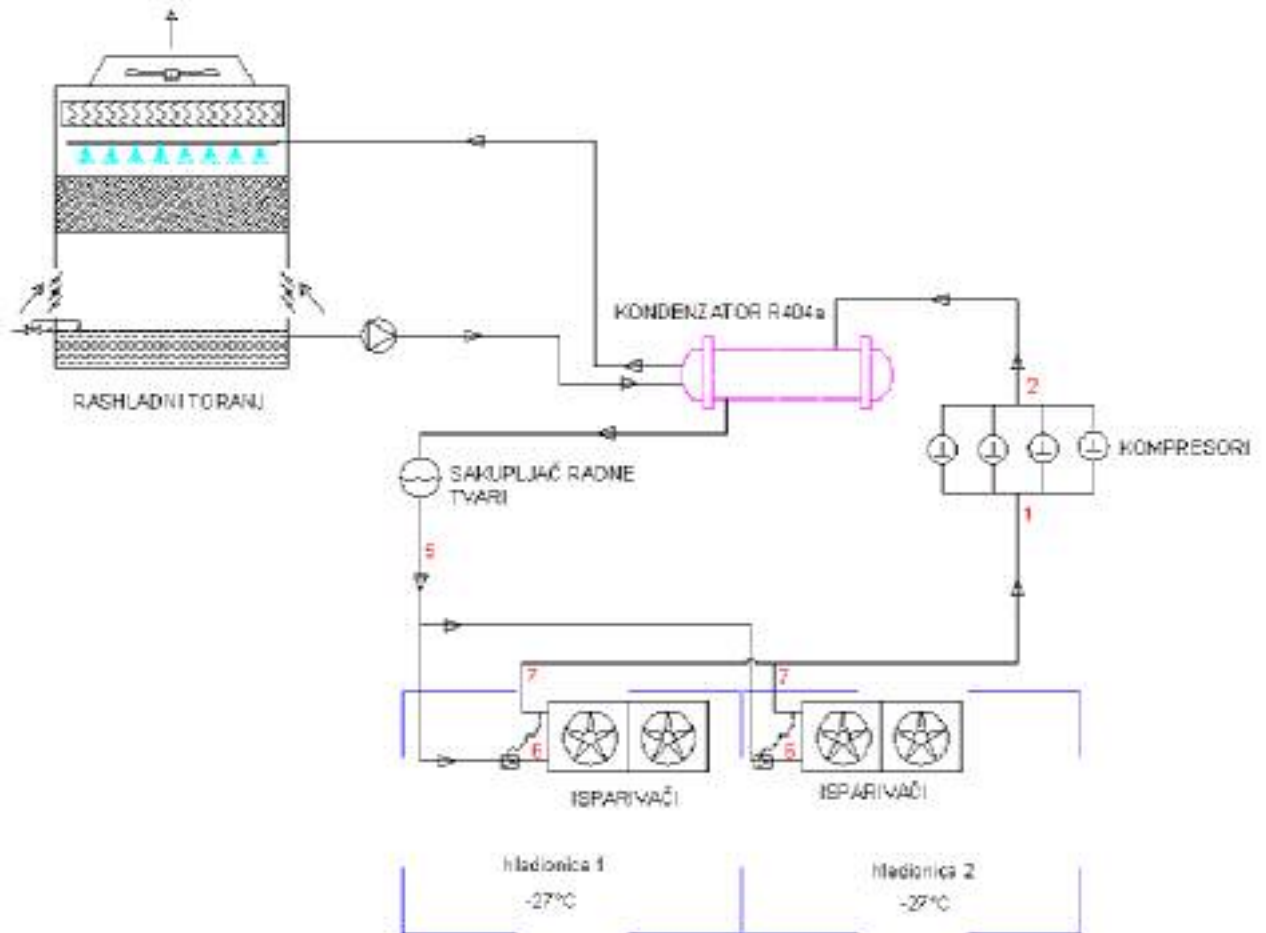 KONDENZATOR R404a
RASHLADNI TORANJ
2
KOMPRESORI
SAKUPLJAČ RADNE
TVARI
1
5
7
7
6
6
ISPARIVAČI
ISPARIVAČI
hladionica 1
hladionica 2
-27°C
-27°C